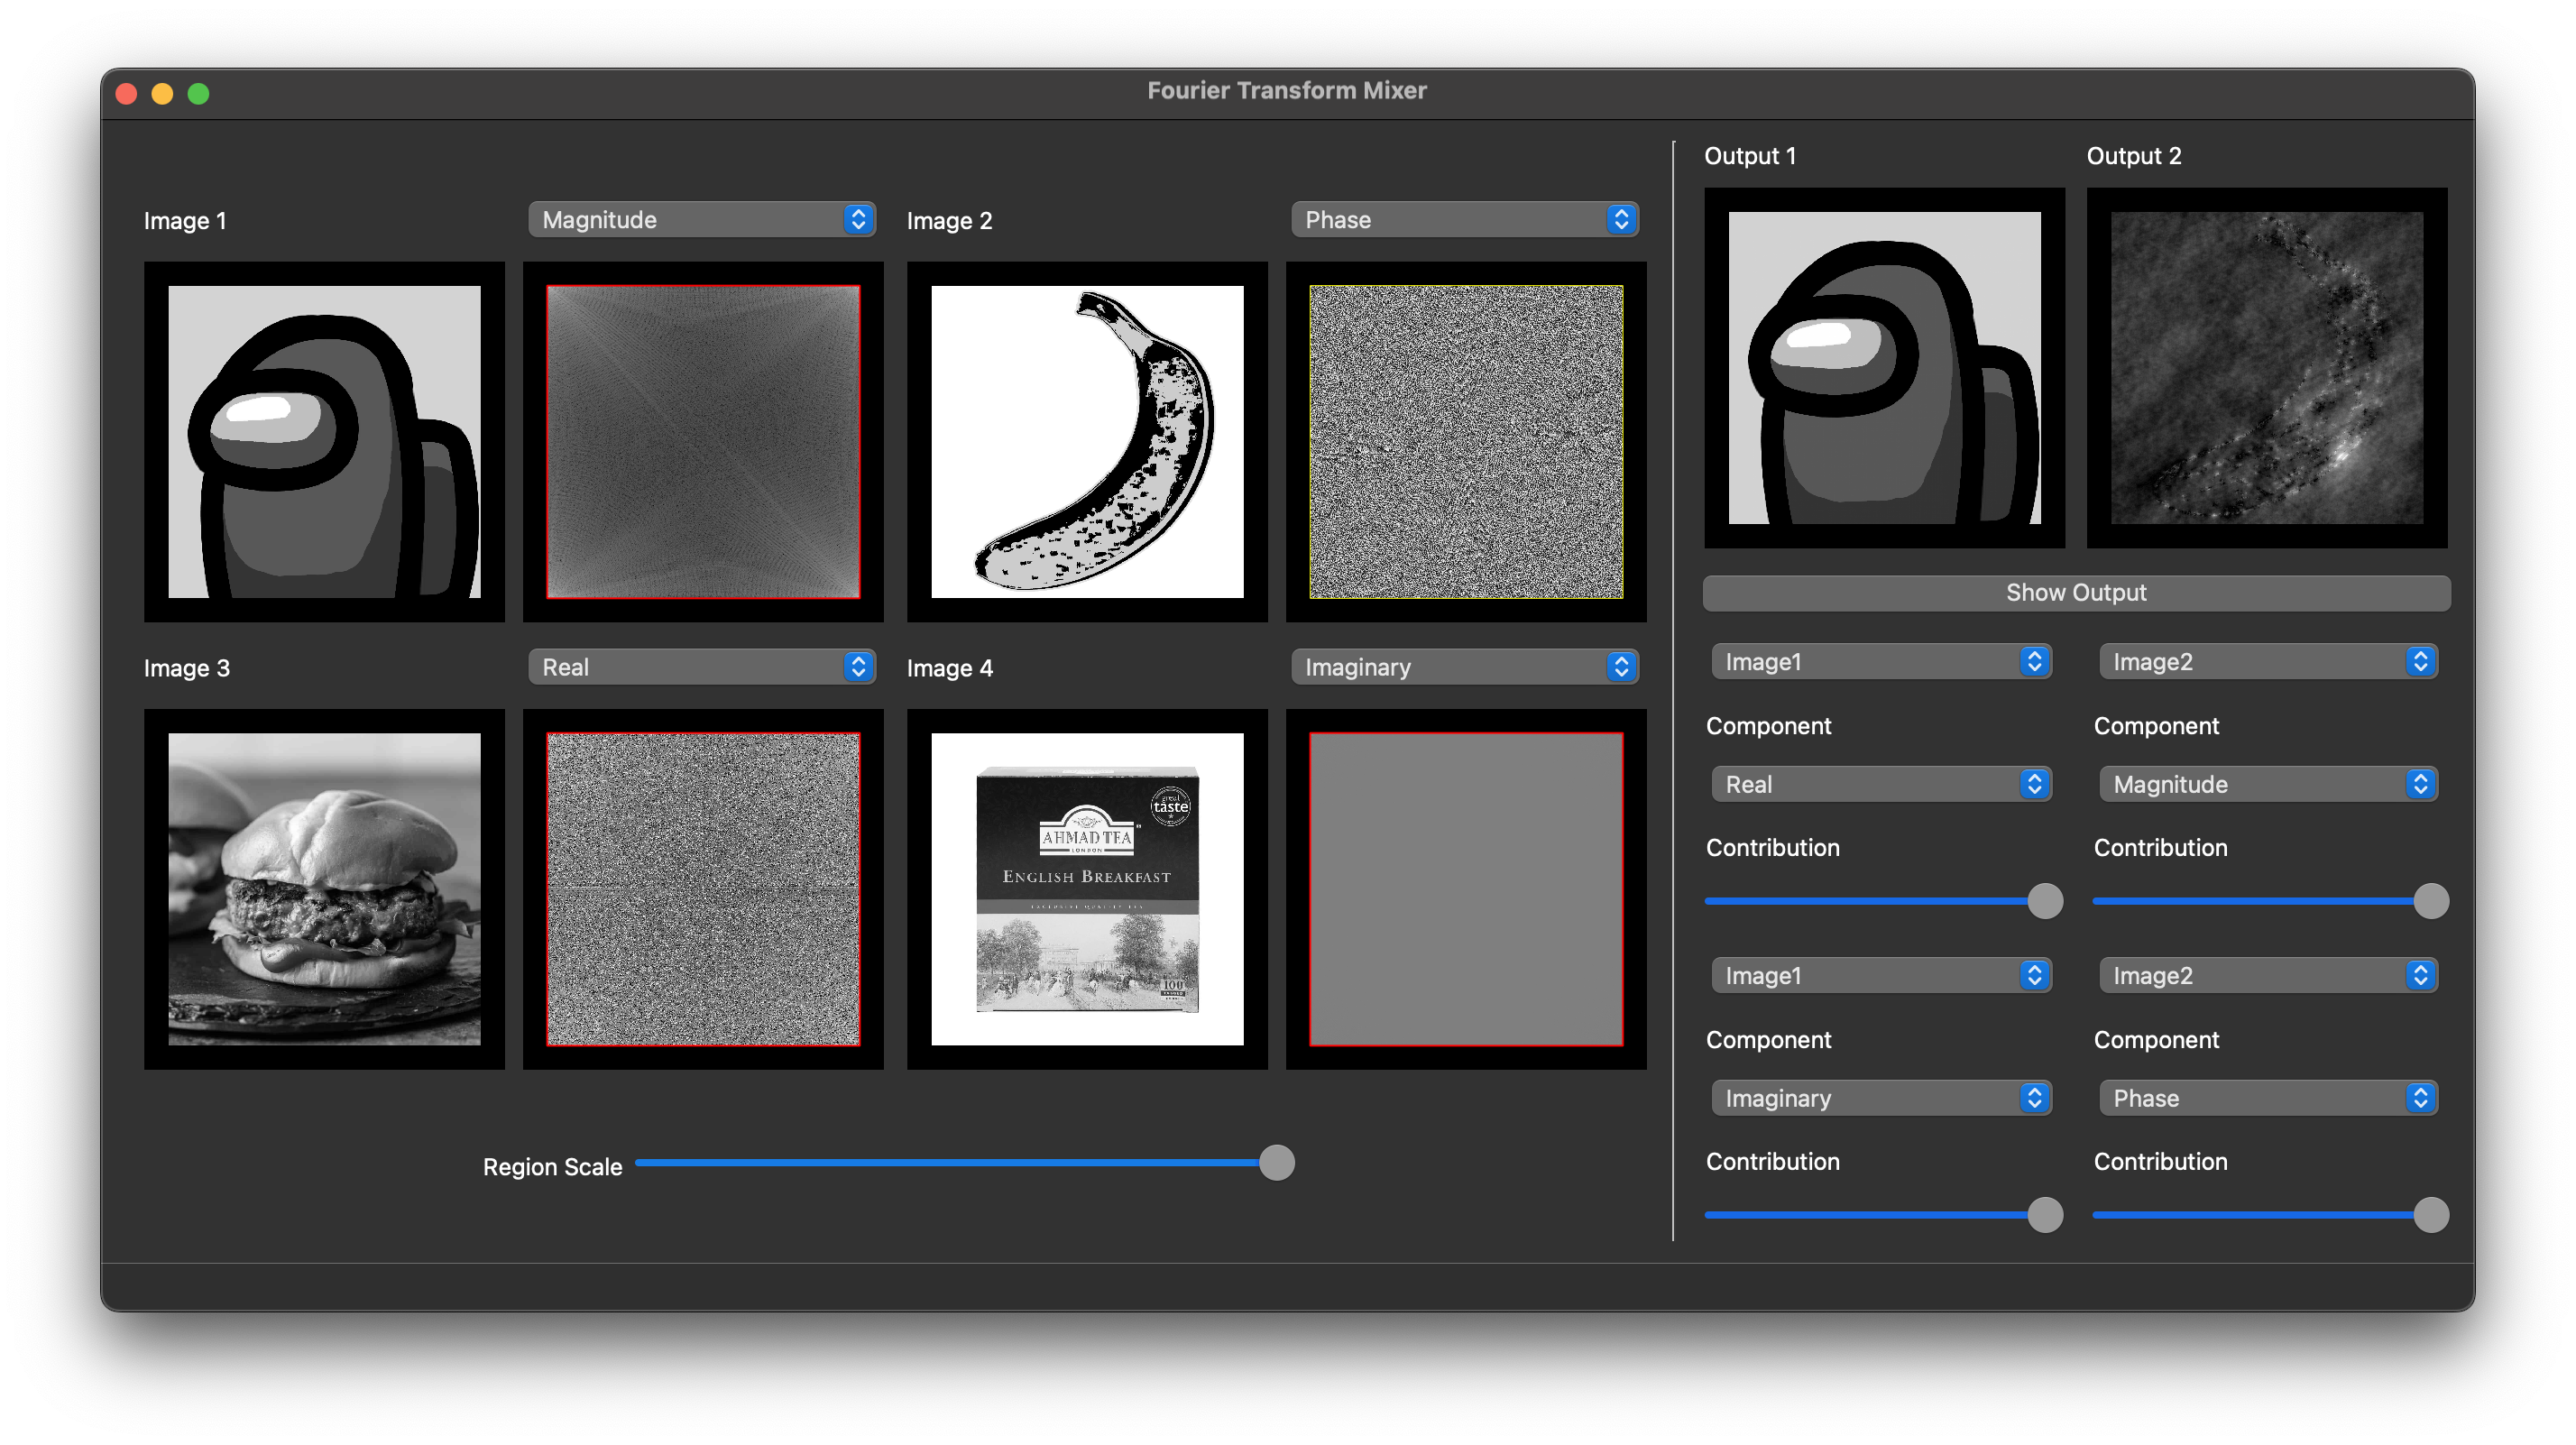 Fourier Transform Mixer
Image 1
Magnitude
Image 2
Phase
Image 3
Real
Image 4
Imaginary
great
taste
AHMAD TEA
LONDON
ENGLISH BREAKFAST
100
Region Scale
Output 1
Output 2
Show Output
Image1
Image2
Component
Component
Real
Magnitude
Contribution
Contribution
Image1
Image2
Component
Component
Imaginary
Phase
Contribution
Contribution